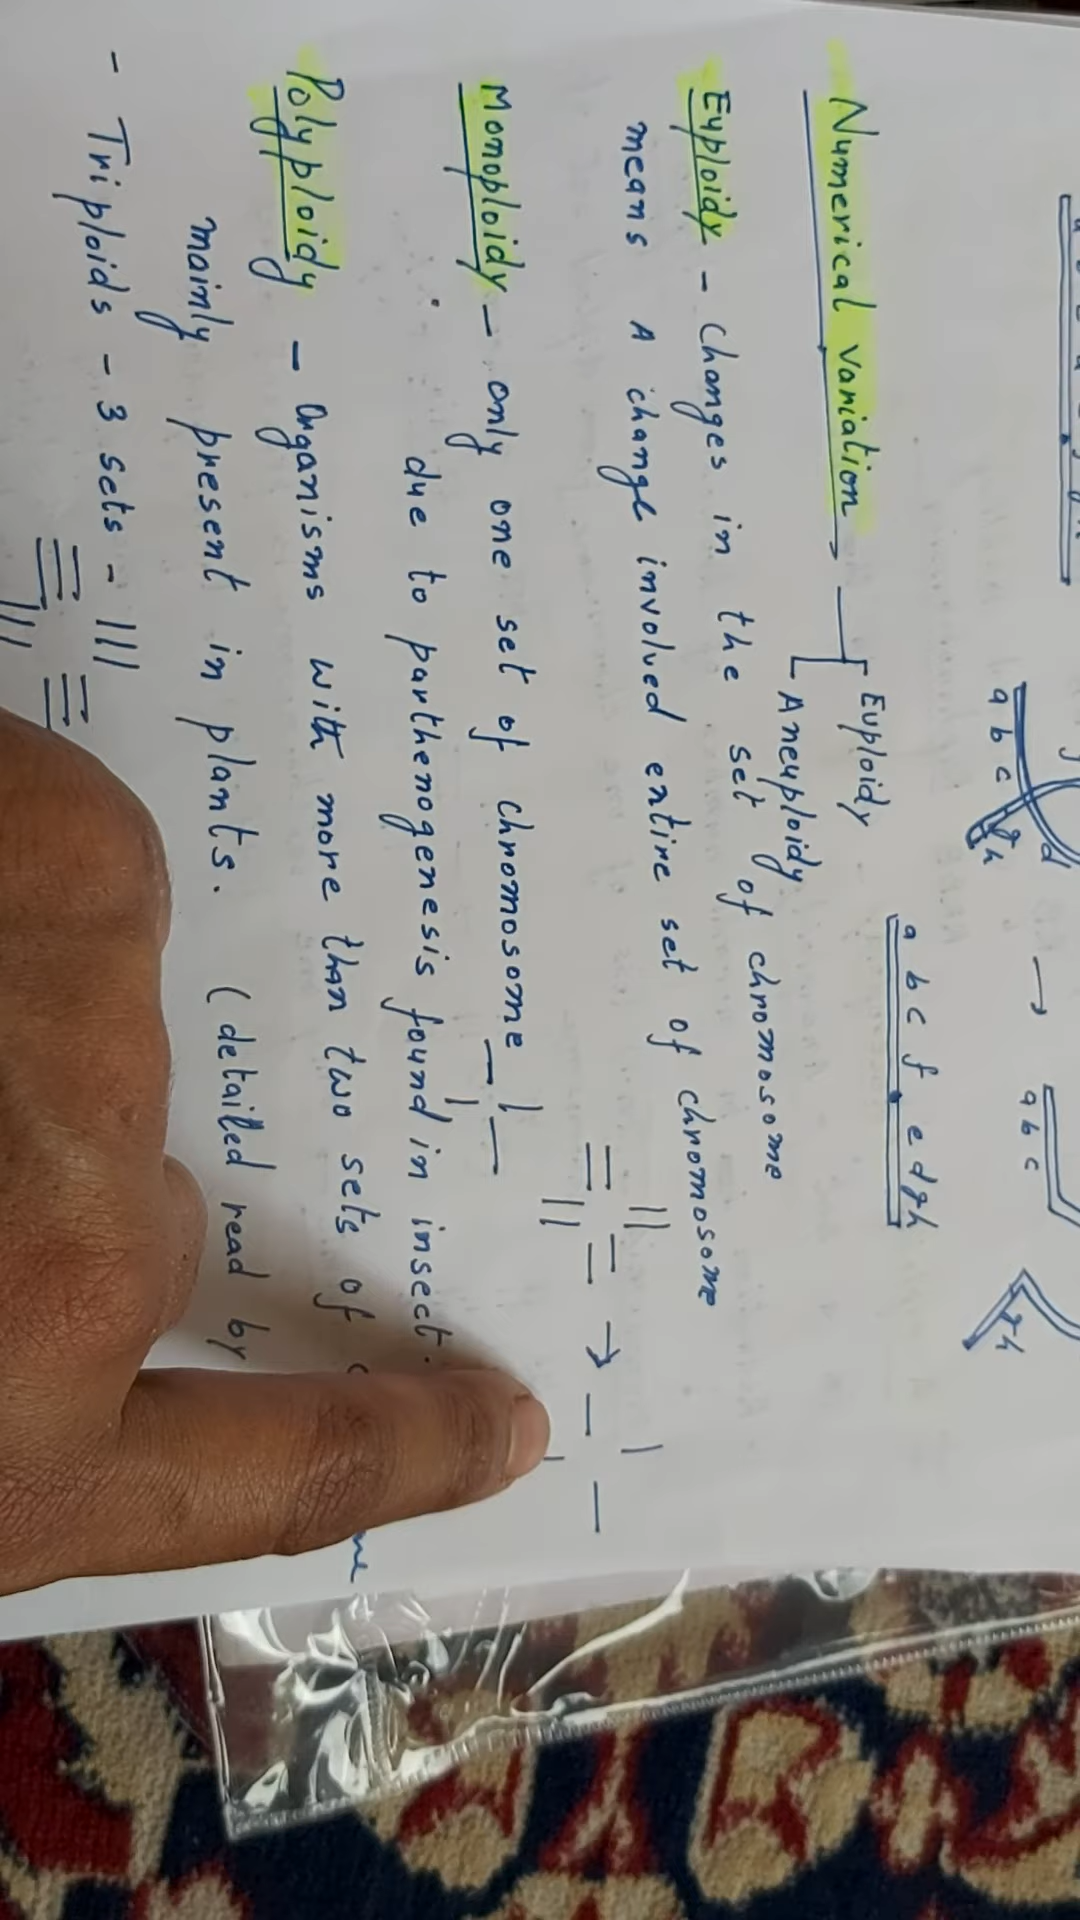 a b c
d
g h
a b c
g h
a b c f e d g h
Numerical variation → Euploidy
Aneuploidy
Euploidy - Changes in the set of chromosome
means A change involved entire set of chromosome
Monoploidy - only one set of chromosome
due to parthenogenesis found in insect.
Polyploidy - Organisms with more than two sets of
mainly present in plants. (detailed read by
- Triploids - 3 sets -